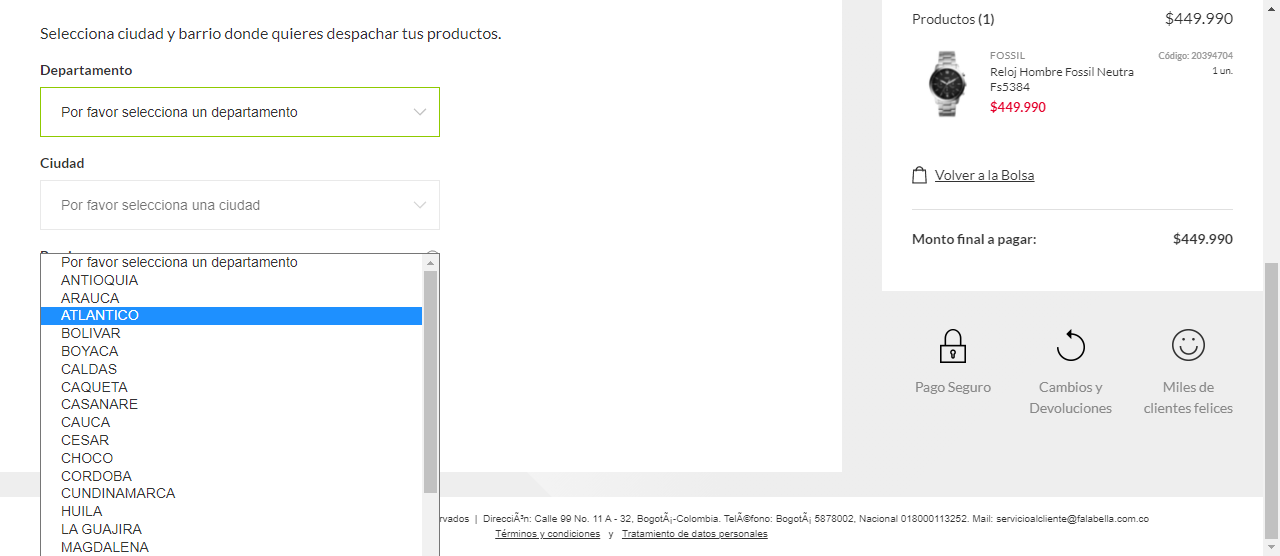 Selecciona ciudad y barrio donde quieres despachar tus productos.
Departamento
Por favor selecciona un departamento
Ciudad
Por favor selecciona una ciudad
Por favor selecciona un departamento
ANTIOQUIA
ARAUCA
ATLANTICO
BOLIVAR
BOYACA
CALDAS
CAQUETA
CASANARE
CAUCA
CESAR
CHOCO
CORDOBA
CUNDINAMARCA
HUILA
LA GUAJIRA
MAGDALENA
Productos (1) $449.990
FOSSIL Código: 20394704
Reloj Hombre Fossil Neutra 1 un.
Fs5384
$449.990
Volver a la Bolsa
Monto final a pagar: $449.990
Pago Seguro
Cambios y
Devoluciones
Miles de
clientes felices
rvados | DirecciÃ³n: Calle 99 No. 11 A - 32, BogotÃ¡-Colombia. TelÃ©fono: BogotÃ¡ 5878002, Nacional 018000113252. Mail: servicioalcliente@falabella.com.co
Términos y condiciones y Tratamiento de datos personales